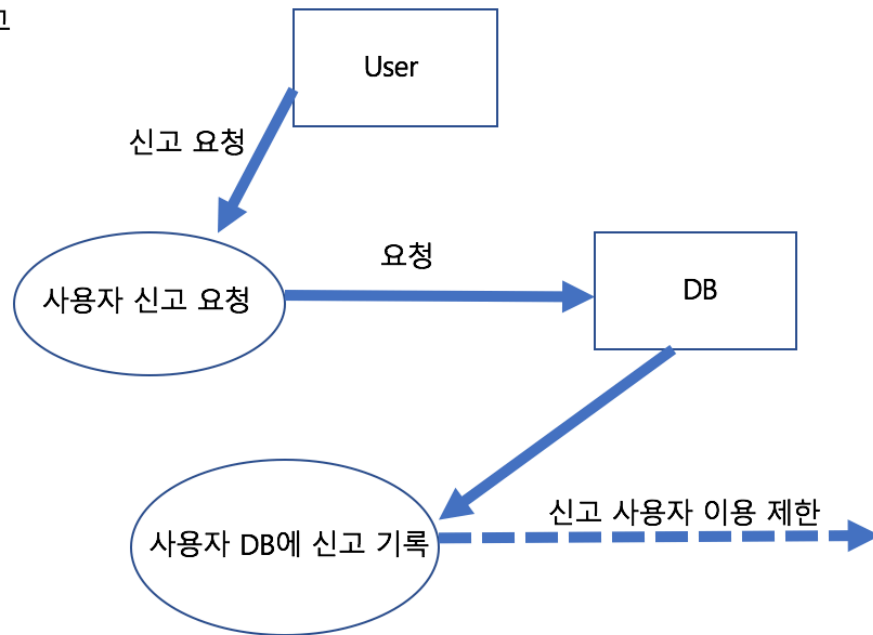 고
User
신고 요청
요청
사용자 신고 요청
DB
신고 사용자 이용 제한
사용자 DB에 신고 기록